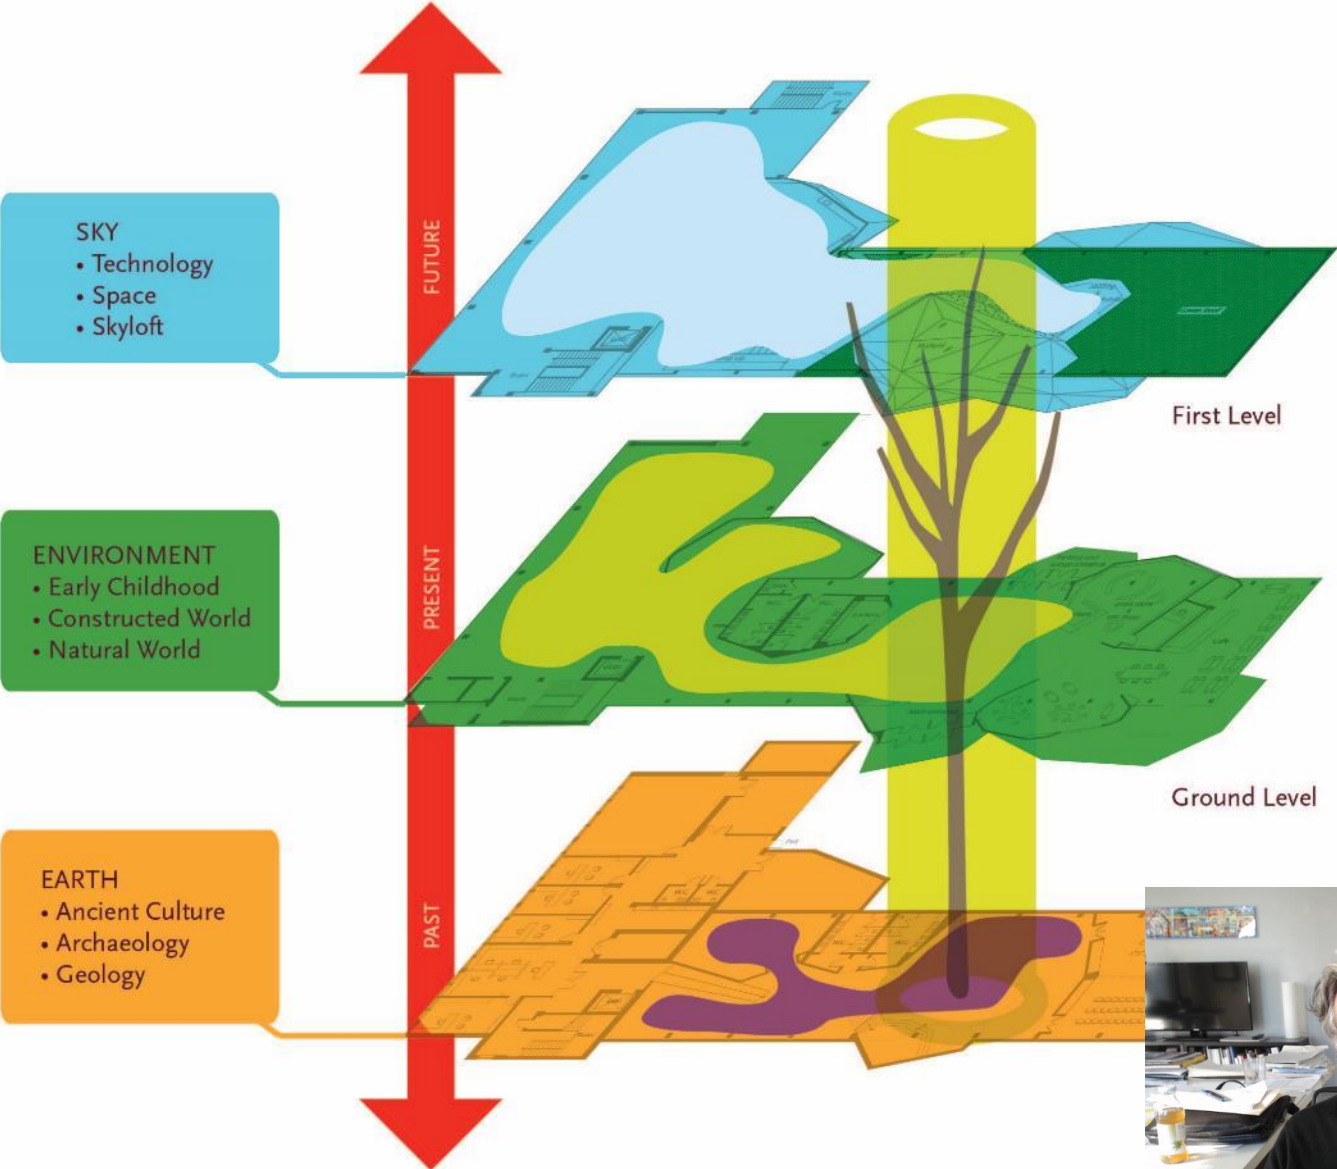 FUTURE
SKY
• Technology
• Space
• Skyloft
First Level
PRESENT
ENVIRONMENT
• Early Childhood
• Constructed World
• Natural World
Ground Level
PAST
EARTH
• Ancient Culture
• Archaeology
• Geology